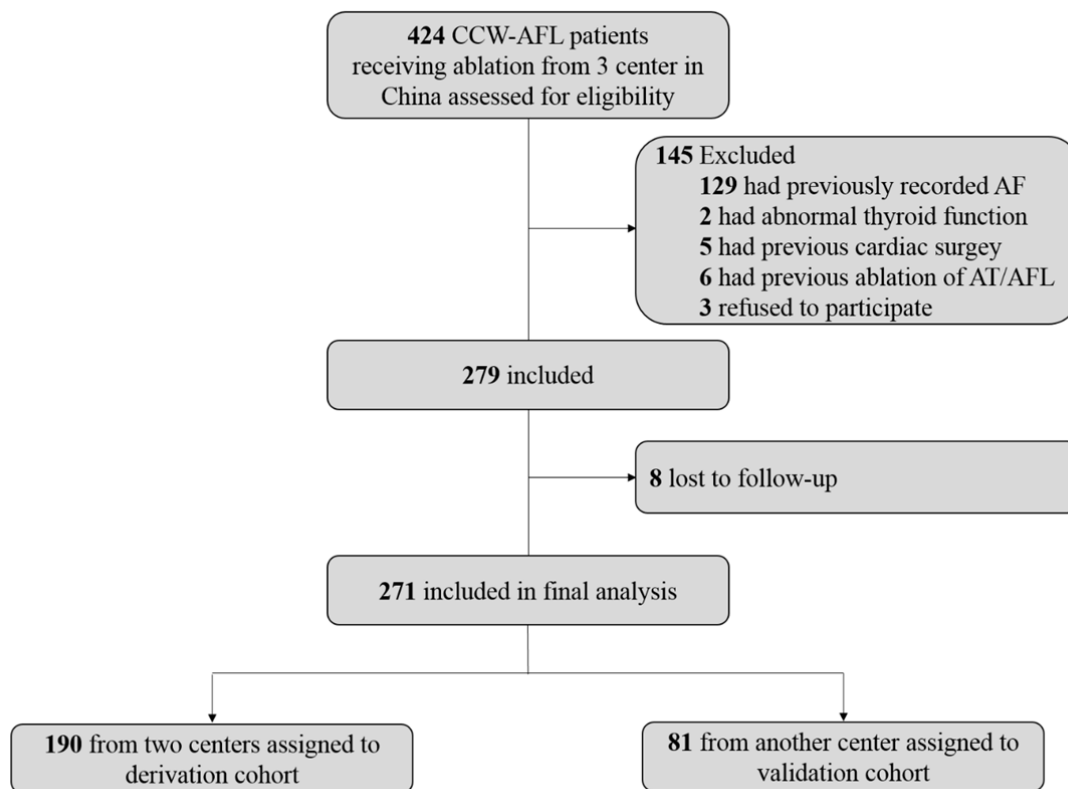 424 CCW-AFL patients
receiving ablation from 3 center in
China assessed for eligibility
145 Excluded
129 had previously recorded AF
2 had abnormal thyroid function
5 had previous cardiac surgey
6 had previous ablation of AT/AFL
3 refused to participate
279 included
8 lost to follow-up
271 included in final analysis
190 from two centers assigned to
derivation cohort
81 from another center assigned to
validation cohort